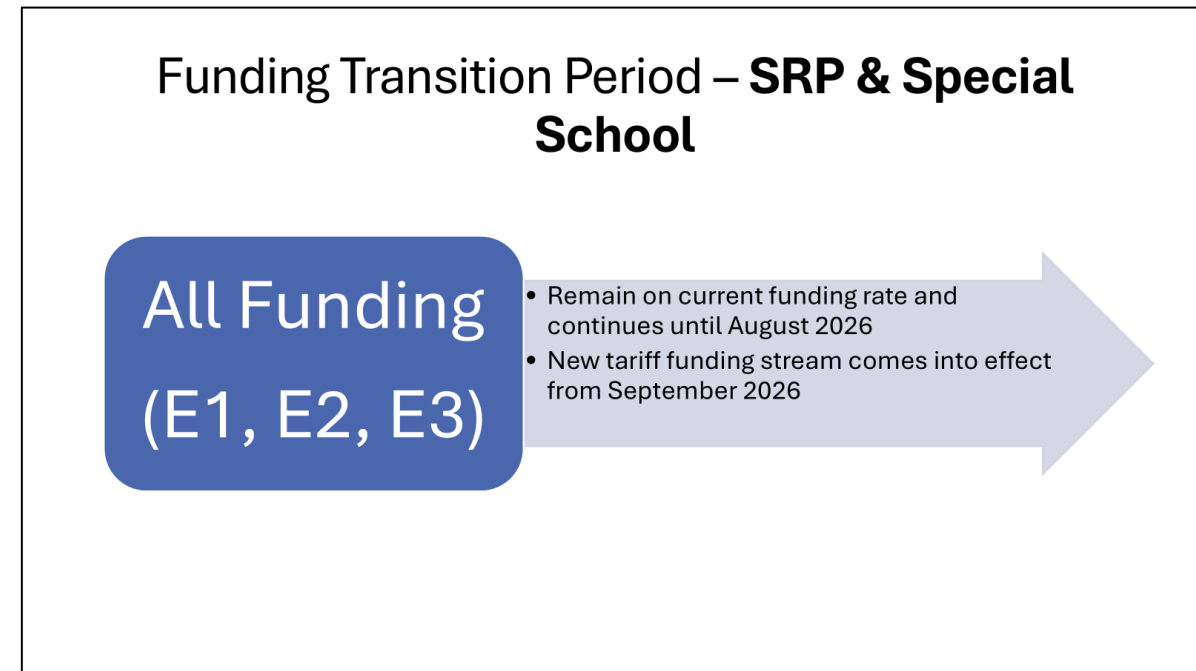 Funding Transition Period – SRP & Special
School
All Funding
(E1, E2, E3)
• Remain on current funding rate and
continues until August 2026
• New tariff funding stream comes into effect
from September 2026